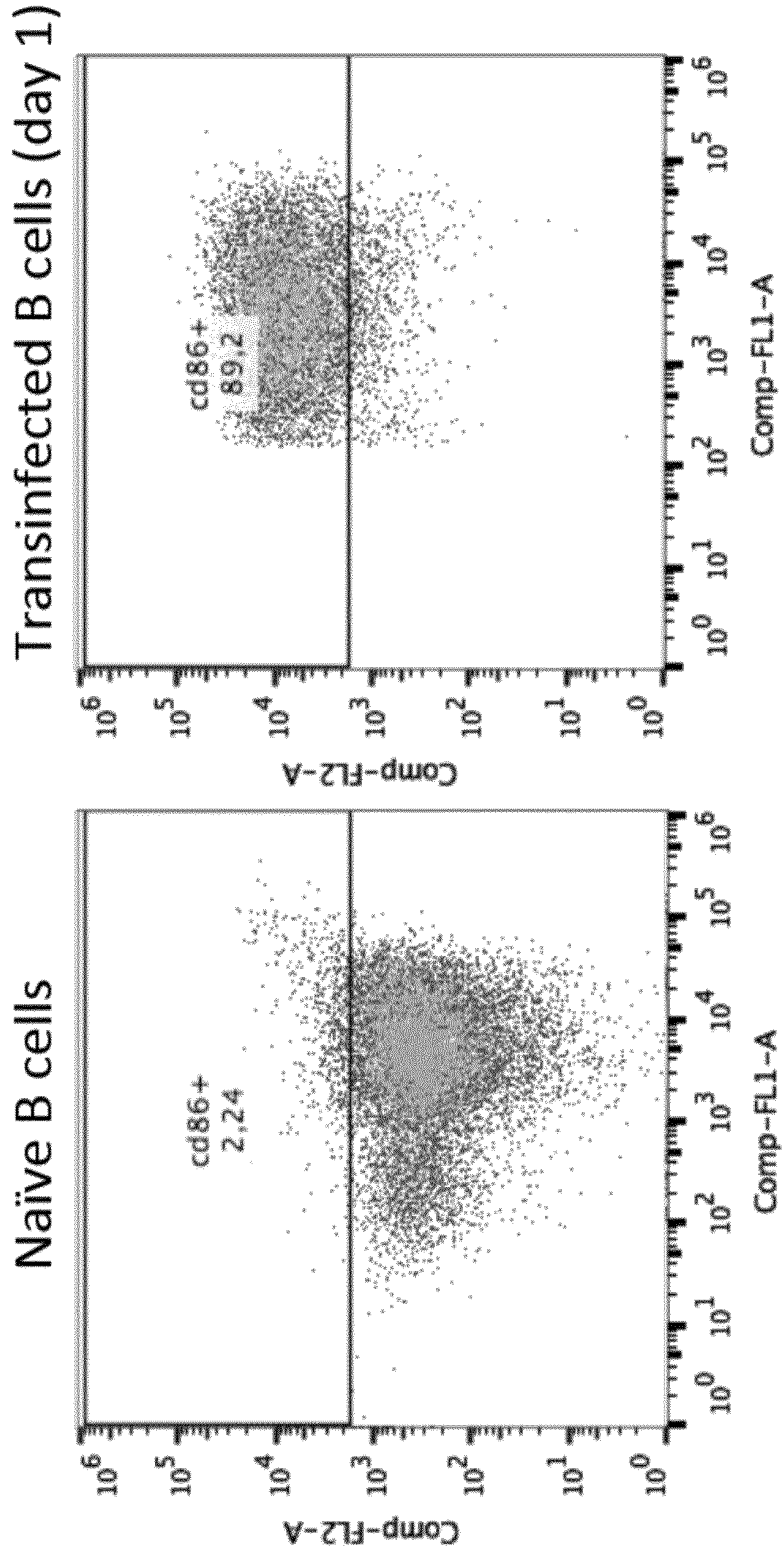 Naïve B cells
Comp-FL2-A
10^6
10^5
10^4
10^3
10^2
10^1
10^0
cd86+
2,24
10^0 10^1 10^2 10^3 10^4 10^5 10^6
Comp-FL1-A
Transinfected B cells (day 1)
Comp-FL2-A
10^6
10^5
10^4
10^3
10^2
10^1
10^0
cd86+
89,2
10^0 10^1 10^2 10^3 10^4 10^5 10^6
Comp-FL1-A